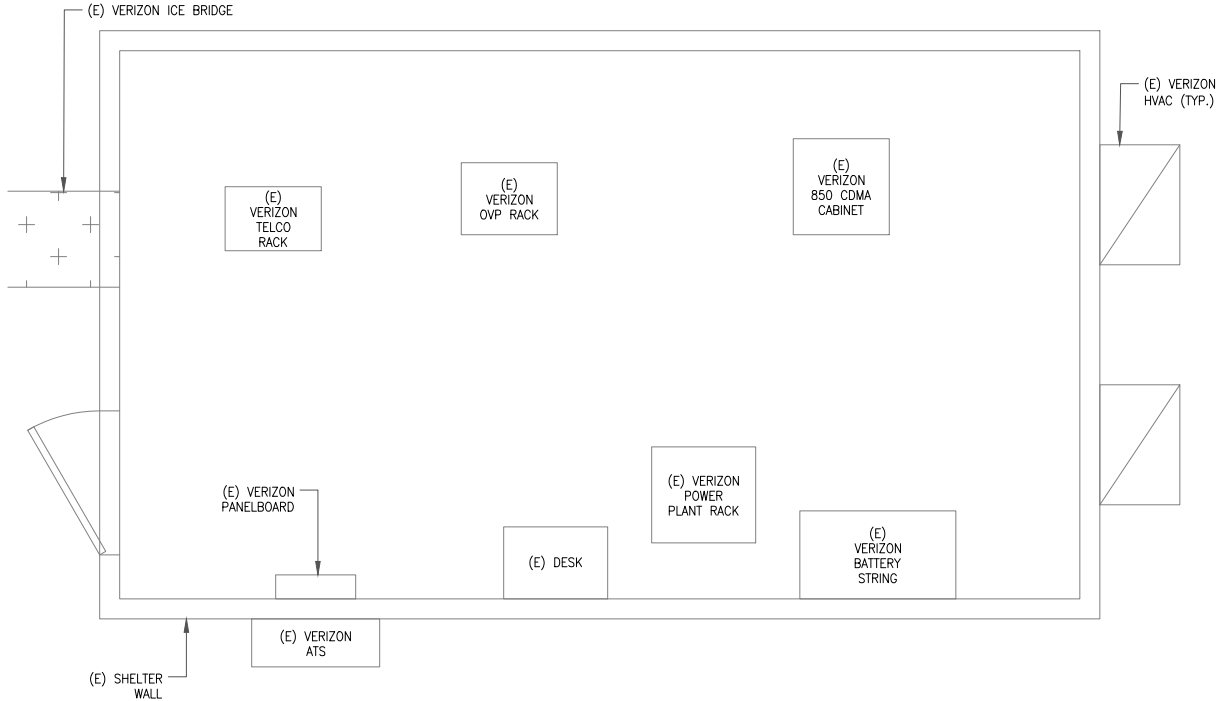 (E) VERIZON ICE BRIDGE
(E) VERIZON
HVAC (TYP.)
(E)
VERIZON
TELCO
RACK
(E)
VERIZON
OVP RACK
(E)
VERIZON
850 CDMA
CABINET
(E) VERIZON
PANELBOARD
(E) DESK
(E) VERIZON
POWER
PLANT RACK
(E)
VERIZON
BATTERY
STRING
(E) VERIZON
ATS
(E) SHELTER
WALL